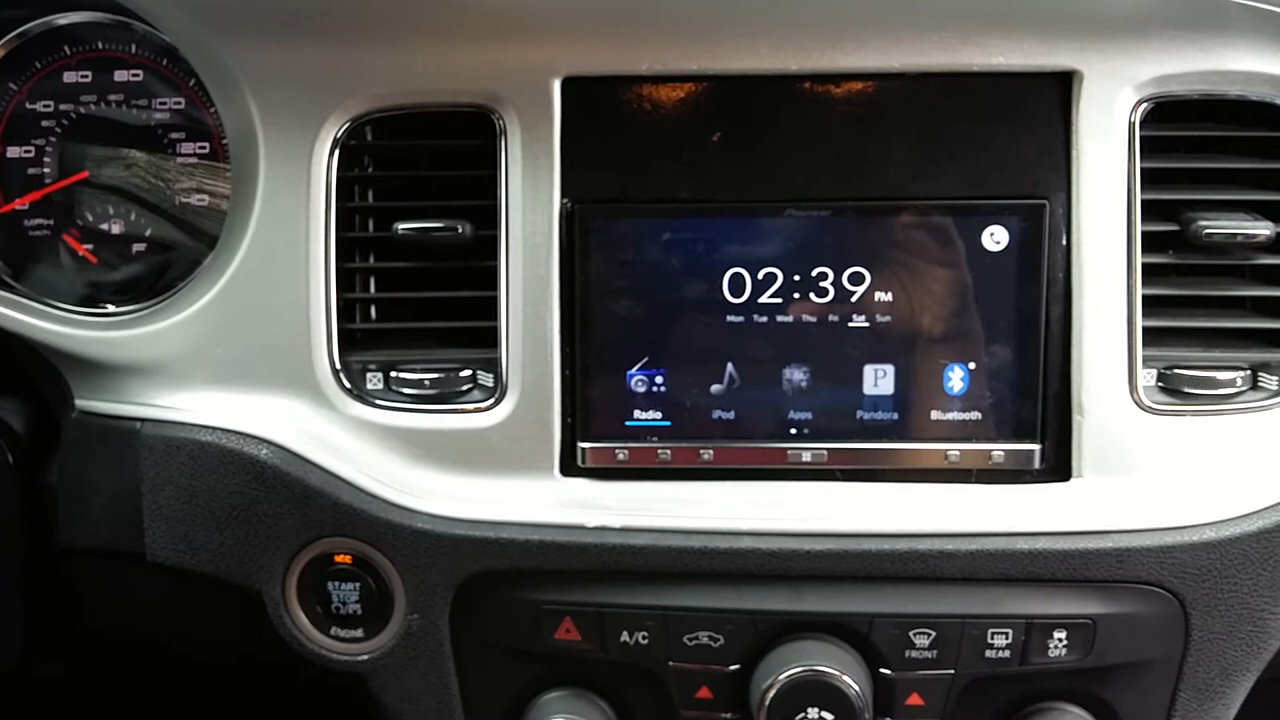 60 80
40 100
20 120
140
MPH
F
Pioneer
02:39 PM
Mon Tue Wed Thu Fri Sat Sun
Radio iPod Apps Pandora Bluetooth
P
ACC
START
STOP
ENGINE
A/C
FRONT
REAR
OFF